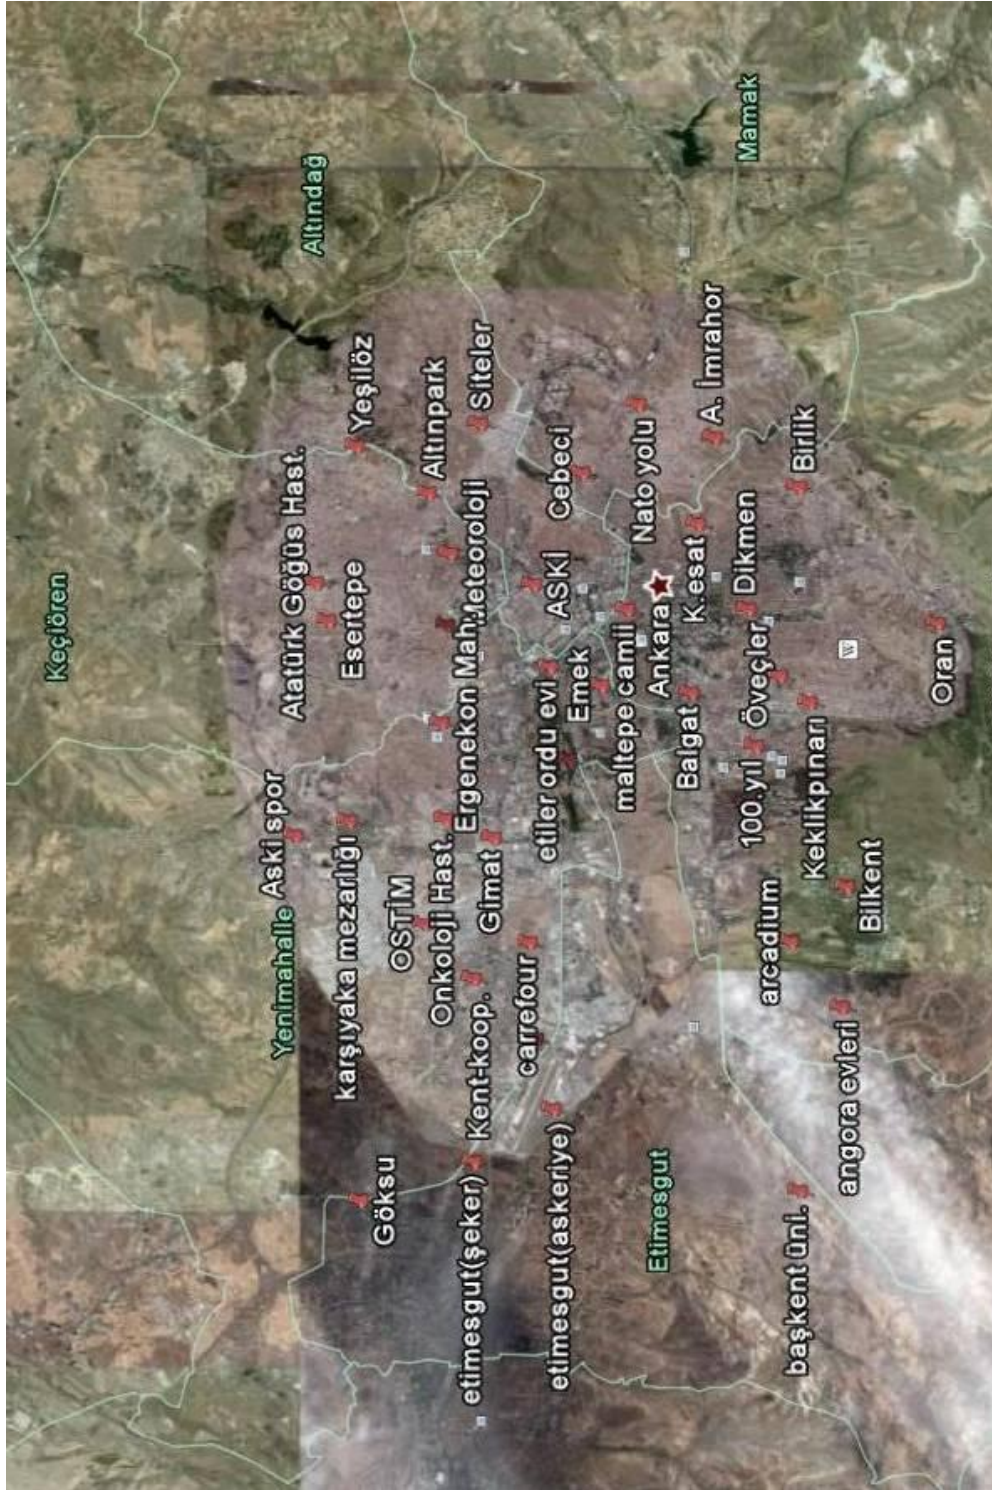 Keçiören
Altındağ
Mamak
Yenimahalle
Etimesgut
Yeşilöz
Altınpark
Siteler
Atatürk Göğüs Hast.
Esertepe
Meteoroloji
Cebeci
Nato yolu
A. İmrahor
Birlik
ASKİ
K.esat
Dikmen
Ankara
Askispor
karşıyaka mezarlığı
Ergenekon Mah.
etiler ordu evi
Emek
maltepe camii
Balgat
Öveçler
100.yıl
Keklikpınarı
Oran
OSTİM
Onkoloji Hast.
Gimat
carrefour
Kent-koop.
arcadium
Bilkent
angora evleri
Göksu
etimesgut(şeker)
etimesgut(askeriye)
başkent üni.
W